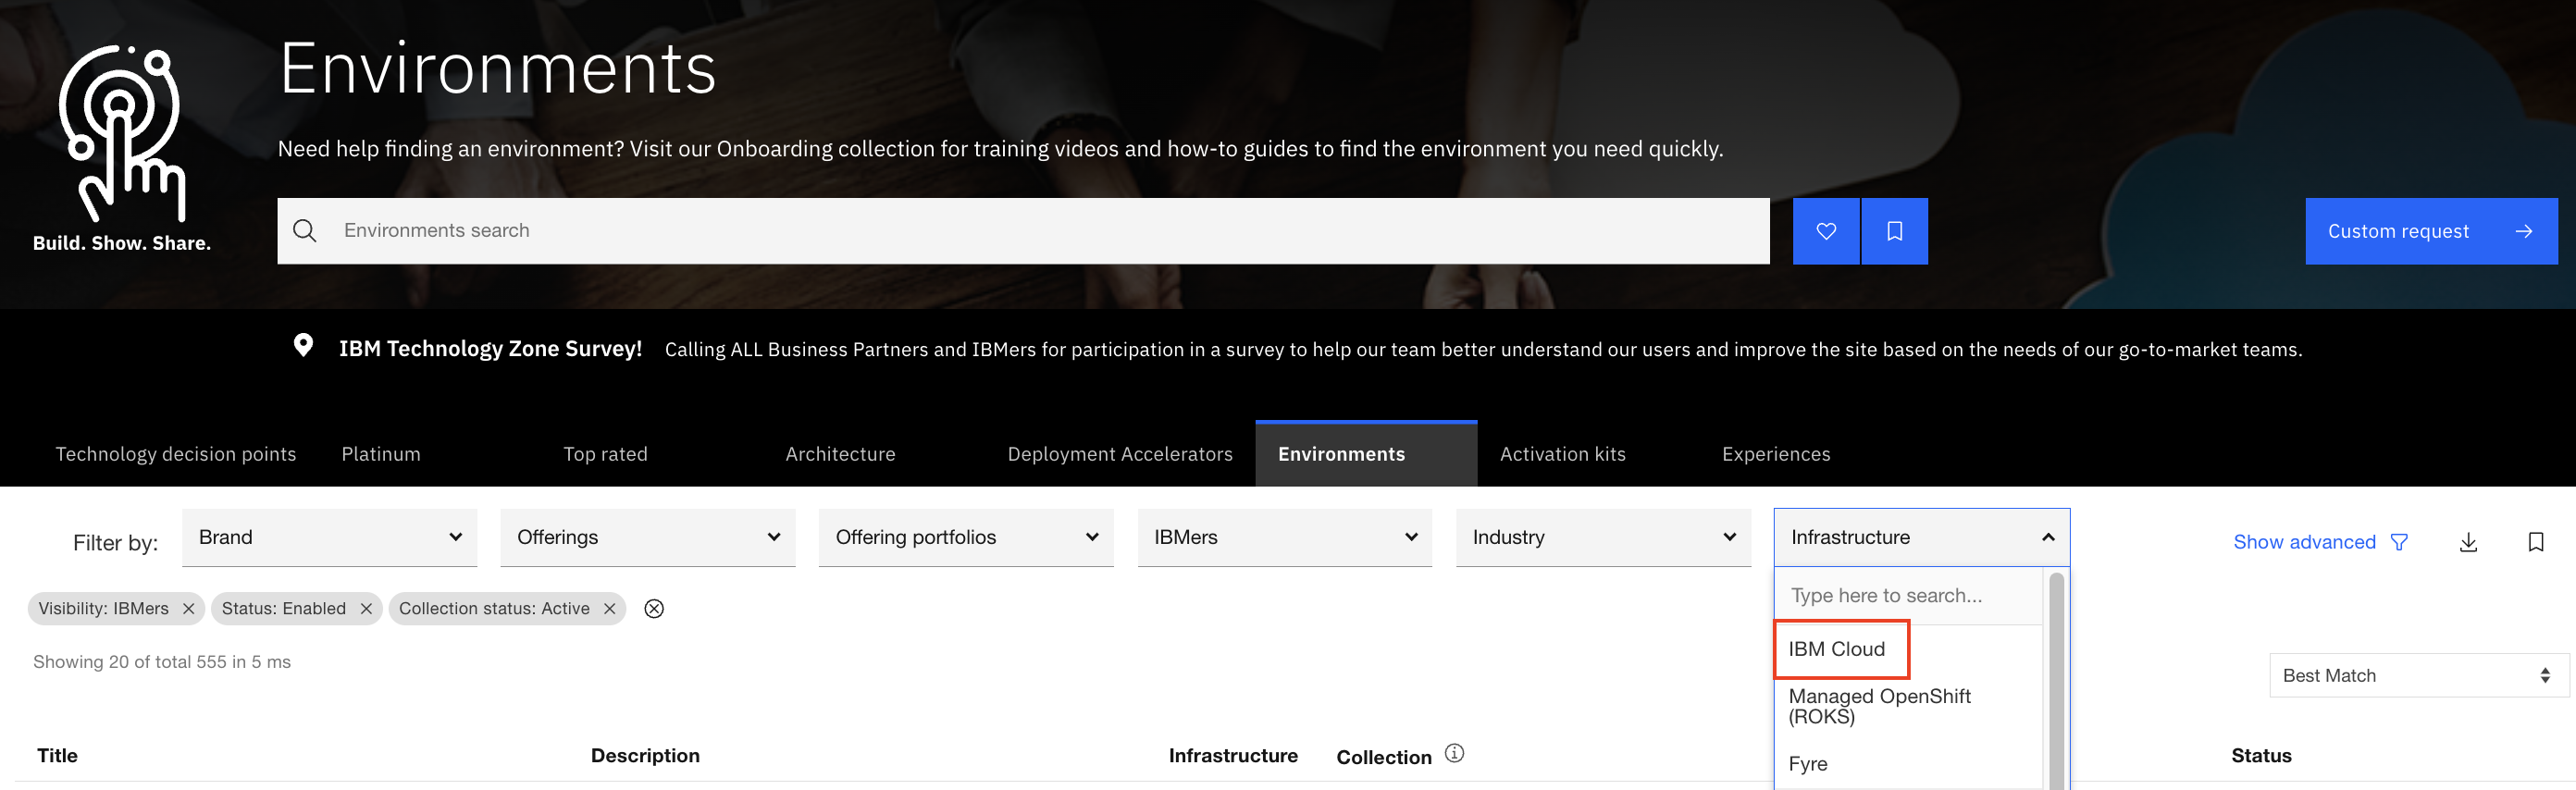 Environments
Need help finding an environment? Visit our Onboarding collection for training videos and how-to guides to find the environment you need quickly.
Build. Show. Share.
Environments search
Custom request
IBM Technology Zone Survey! Calling ALL Business Partners and IBMers for participation in a survey to help our team better understand our users and improve the site based on the needs of our go-to-market teams.
Technology decision points Platinum Top rated Architecture Deployment Accelerators Environments Activation kits Experiences
Filter by: Brand Offerings Offering portfolios IBMers Industry Infrastructure Show advanced
Type here to search...
Visibility: IBMers Status: Enabled Collection status: Active
IBM Cloud
Showing 20 of total 555 in 5 ms
Best Match
Managed OpenShift
(ROKS)
Fyre
Title Description Infrastructure Collection Status